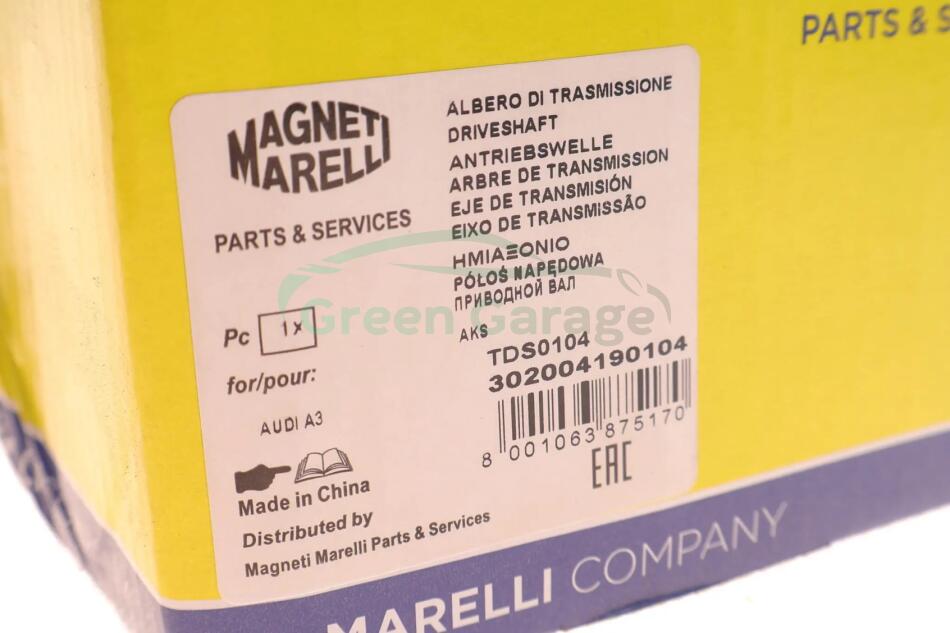 PARTS & S
MAGNETI
MARELLI
PARTS & SERVICES
Pc 1x
for/pour:
AUDI A3
Made in China
Distributed by
Magneti Marelli Parts & Services
ALBERO DI TRASMISSIONE
DRIVESHAFT
ANTRIEBSWELLE
ARBRE DE TRANSMISSION
EJE DE TRANSMISIÓN
EIXO DE TRANSMISSÃO
ΗΜΙΑΞΟΝΙΟ
PÓŁOŚ NAPĘDOWA
ПРИВОДНОЙ ВАЛ
AKS
TDS0104
302004190104
8 001063 875170
EAC
Green Garage
MARELLI COMPANY